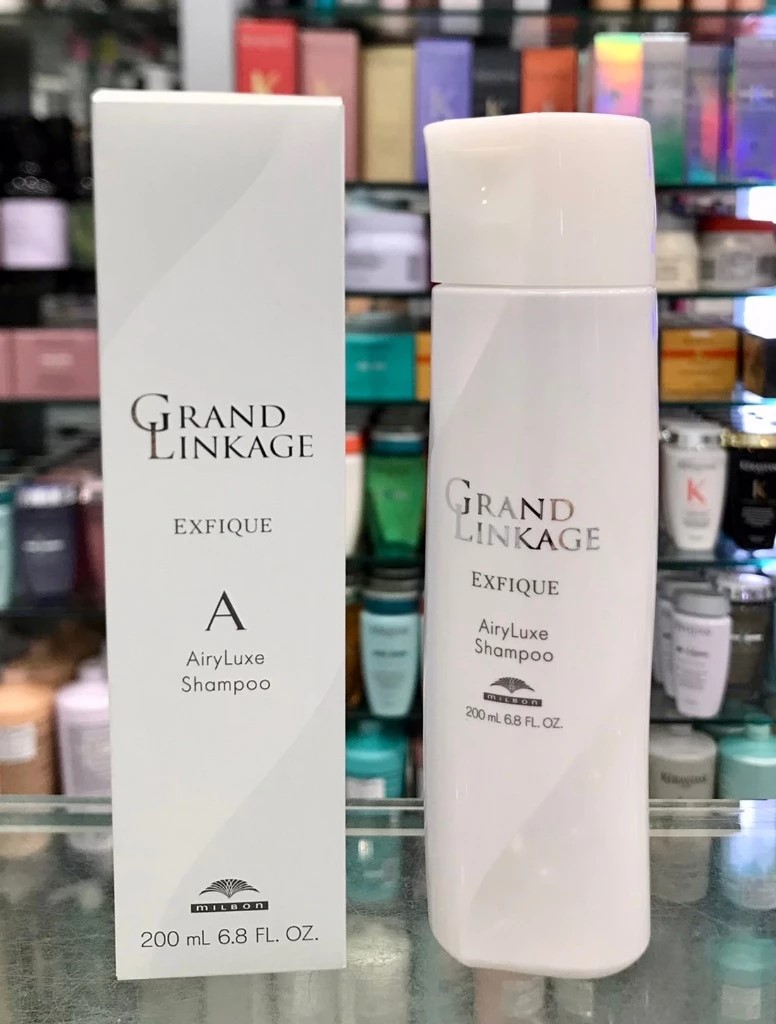 GRAND
LINKAGE
EXFIQUE
A
AiryLuxe
Shampoo
MILBON
200 mL 6.8 FL. OZ.
GRAND
LINKAGE
EXFIQUE
AiryLuxe
Shampoo
MILBON
200 mL 6.8 FL. OZ.
K
K